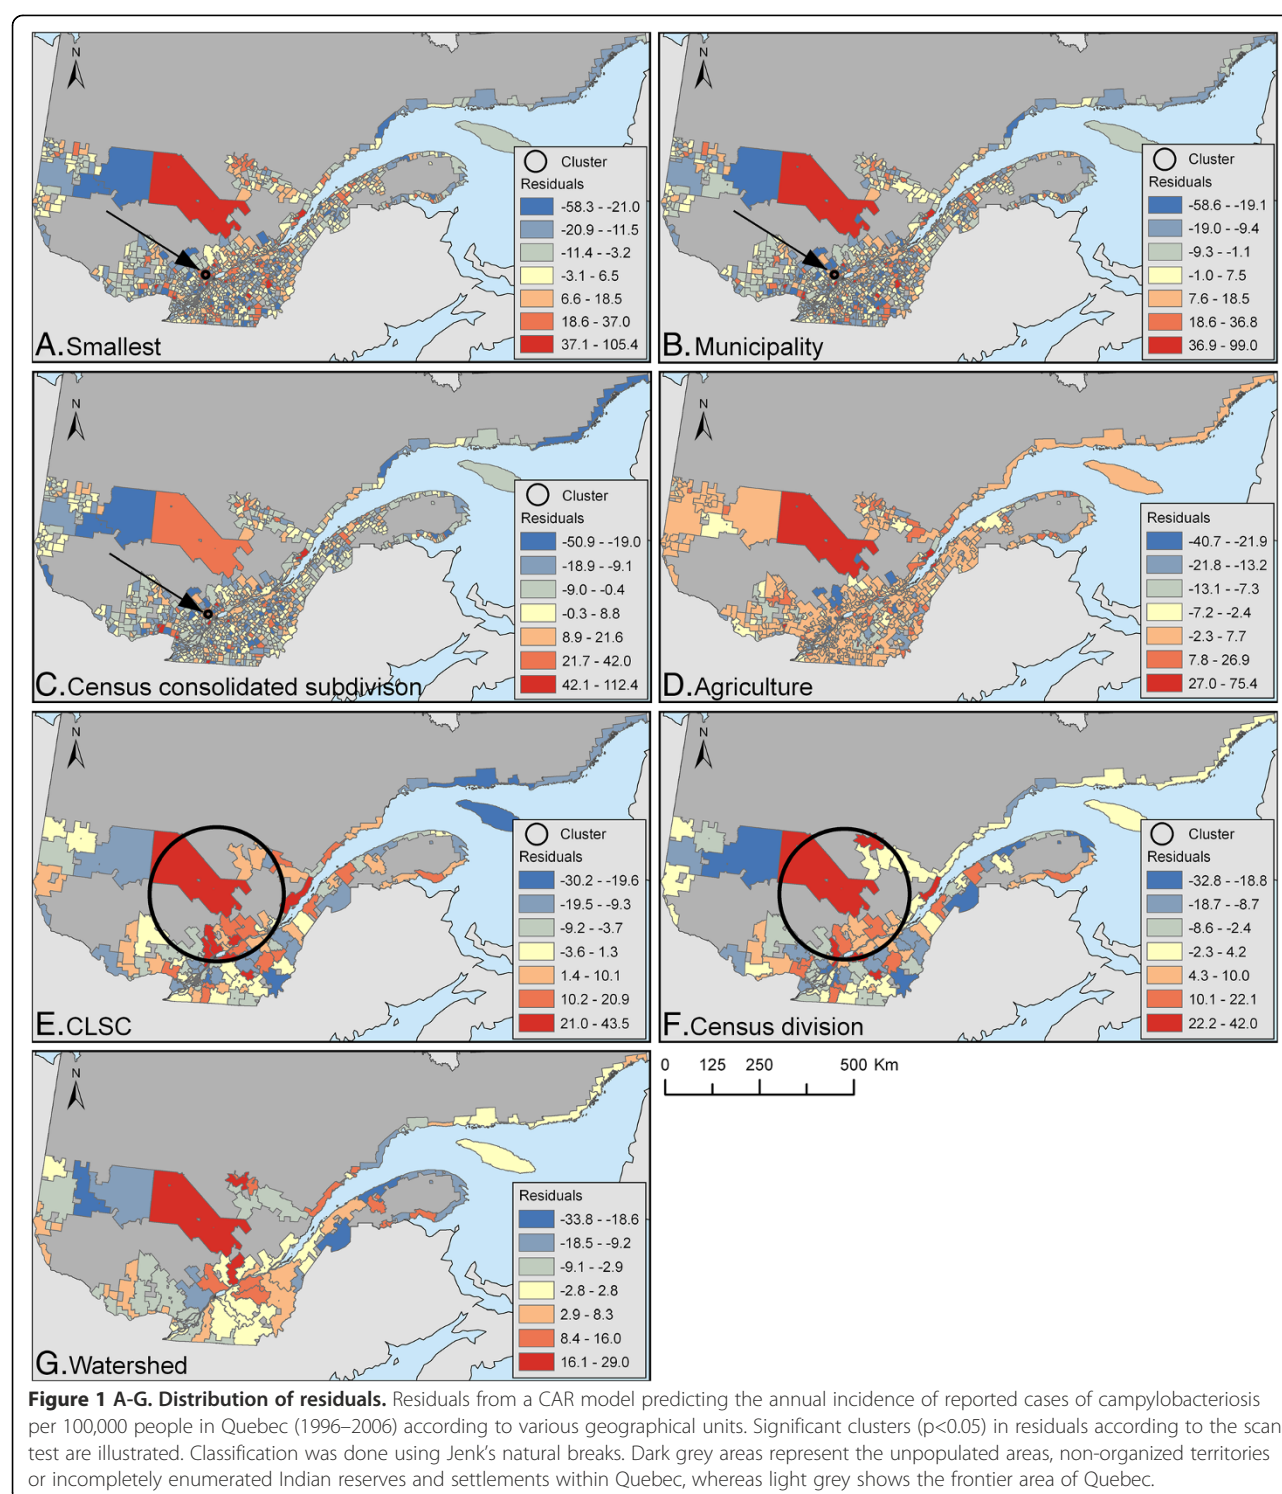 N
Cluster
Residuals
-58.3 - -21.0
-20.9 - -11.5
-11.4 - -3.2
-3.1 - 6.5
6.6 - 18.5
18.6 - 37.0
37.1 - 105.4
A.Smallest
N
Cluster
Residuals
-58.6 - -19.1
-19.0 - -9.4
-9.3 - -1.1
-1.0 - 7.5
7.6 - 18.5
18.6 - 36.8
36.9 - 99.0
B.Municipality
N
Cluster
Residuals
-50.9 - -19.0
-18.9 - -9.1
-9.0 - -0.4
-0.3 - 8.8
8.9 - 21.6
21.7 - 42.0
42.1 - 112.4
C.Census consolidated subdivison
N
Residuals
-40.7 - -21.9
-21.8 - -13.2
-13.1 - -7.3
-7.2 - -2.4
-2.3 - 7.7
7.8 - 26.9
27.0 - 75.4
D.Agriculture
N
Cluster
Residuals
-30.2 - -19.6
-19.5 - -9.3
-9.2 - -3.7
-3.6 - 1.3
1.4 - 10.1
10.2 - 20.9
21.0 - 43.5
E.CLSC
N
Cluster
Residuals
-32.8 - -18.8
-18.7 - -8.7
-8.6 - -2.4
-2.3 - 4.2
4.3 - 10.0
10.1 - 22.1
22.2 - 42.0
F.Census division
N
Residuals
-33.8 - -18.6
-18.5 - -9.2
-9.1 - -2.9
-2.8 - 2.8
2.9 - 8.3
8.4 - 16.0
16.1 - 29.0
G.Watershed
0 125 250 500 Km
Figure 1 A-G. Distribution of residuals. Residuals from a CAR model predicting the annual incidence of reported cases of campylobacteriosis
per 100,000 people in Quebec (1996–2006) according to various geographical units. Significant clusters (p<0.05) in residuals according to the scan
test are illustrated. Classification was done using Jenk's natural breaks. Dark grey areas represent the unpopulated areas, non-organized territories
or incompletely enumerated Indian reserves and settlements within Quebec, whereas light grey shows the frontier area of Quebec.